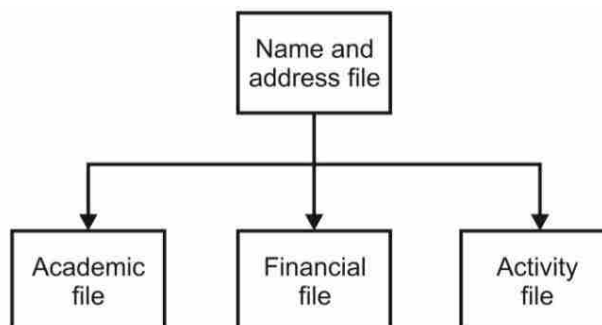 Name and
address file
Academic
file
Financial
file
Activity
file